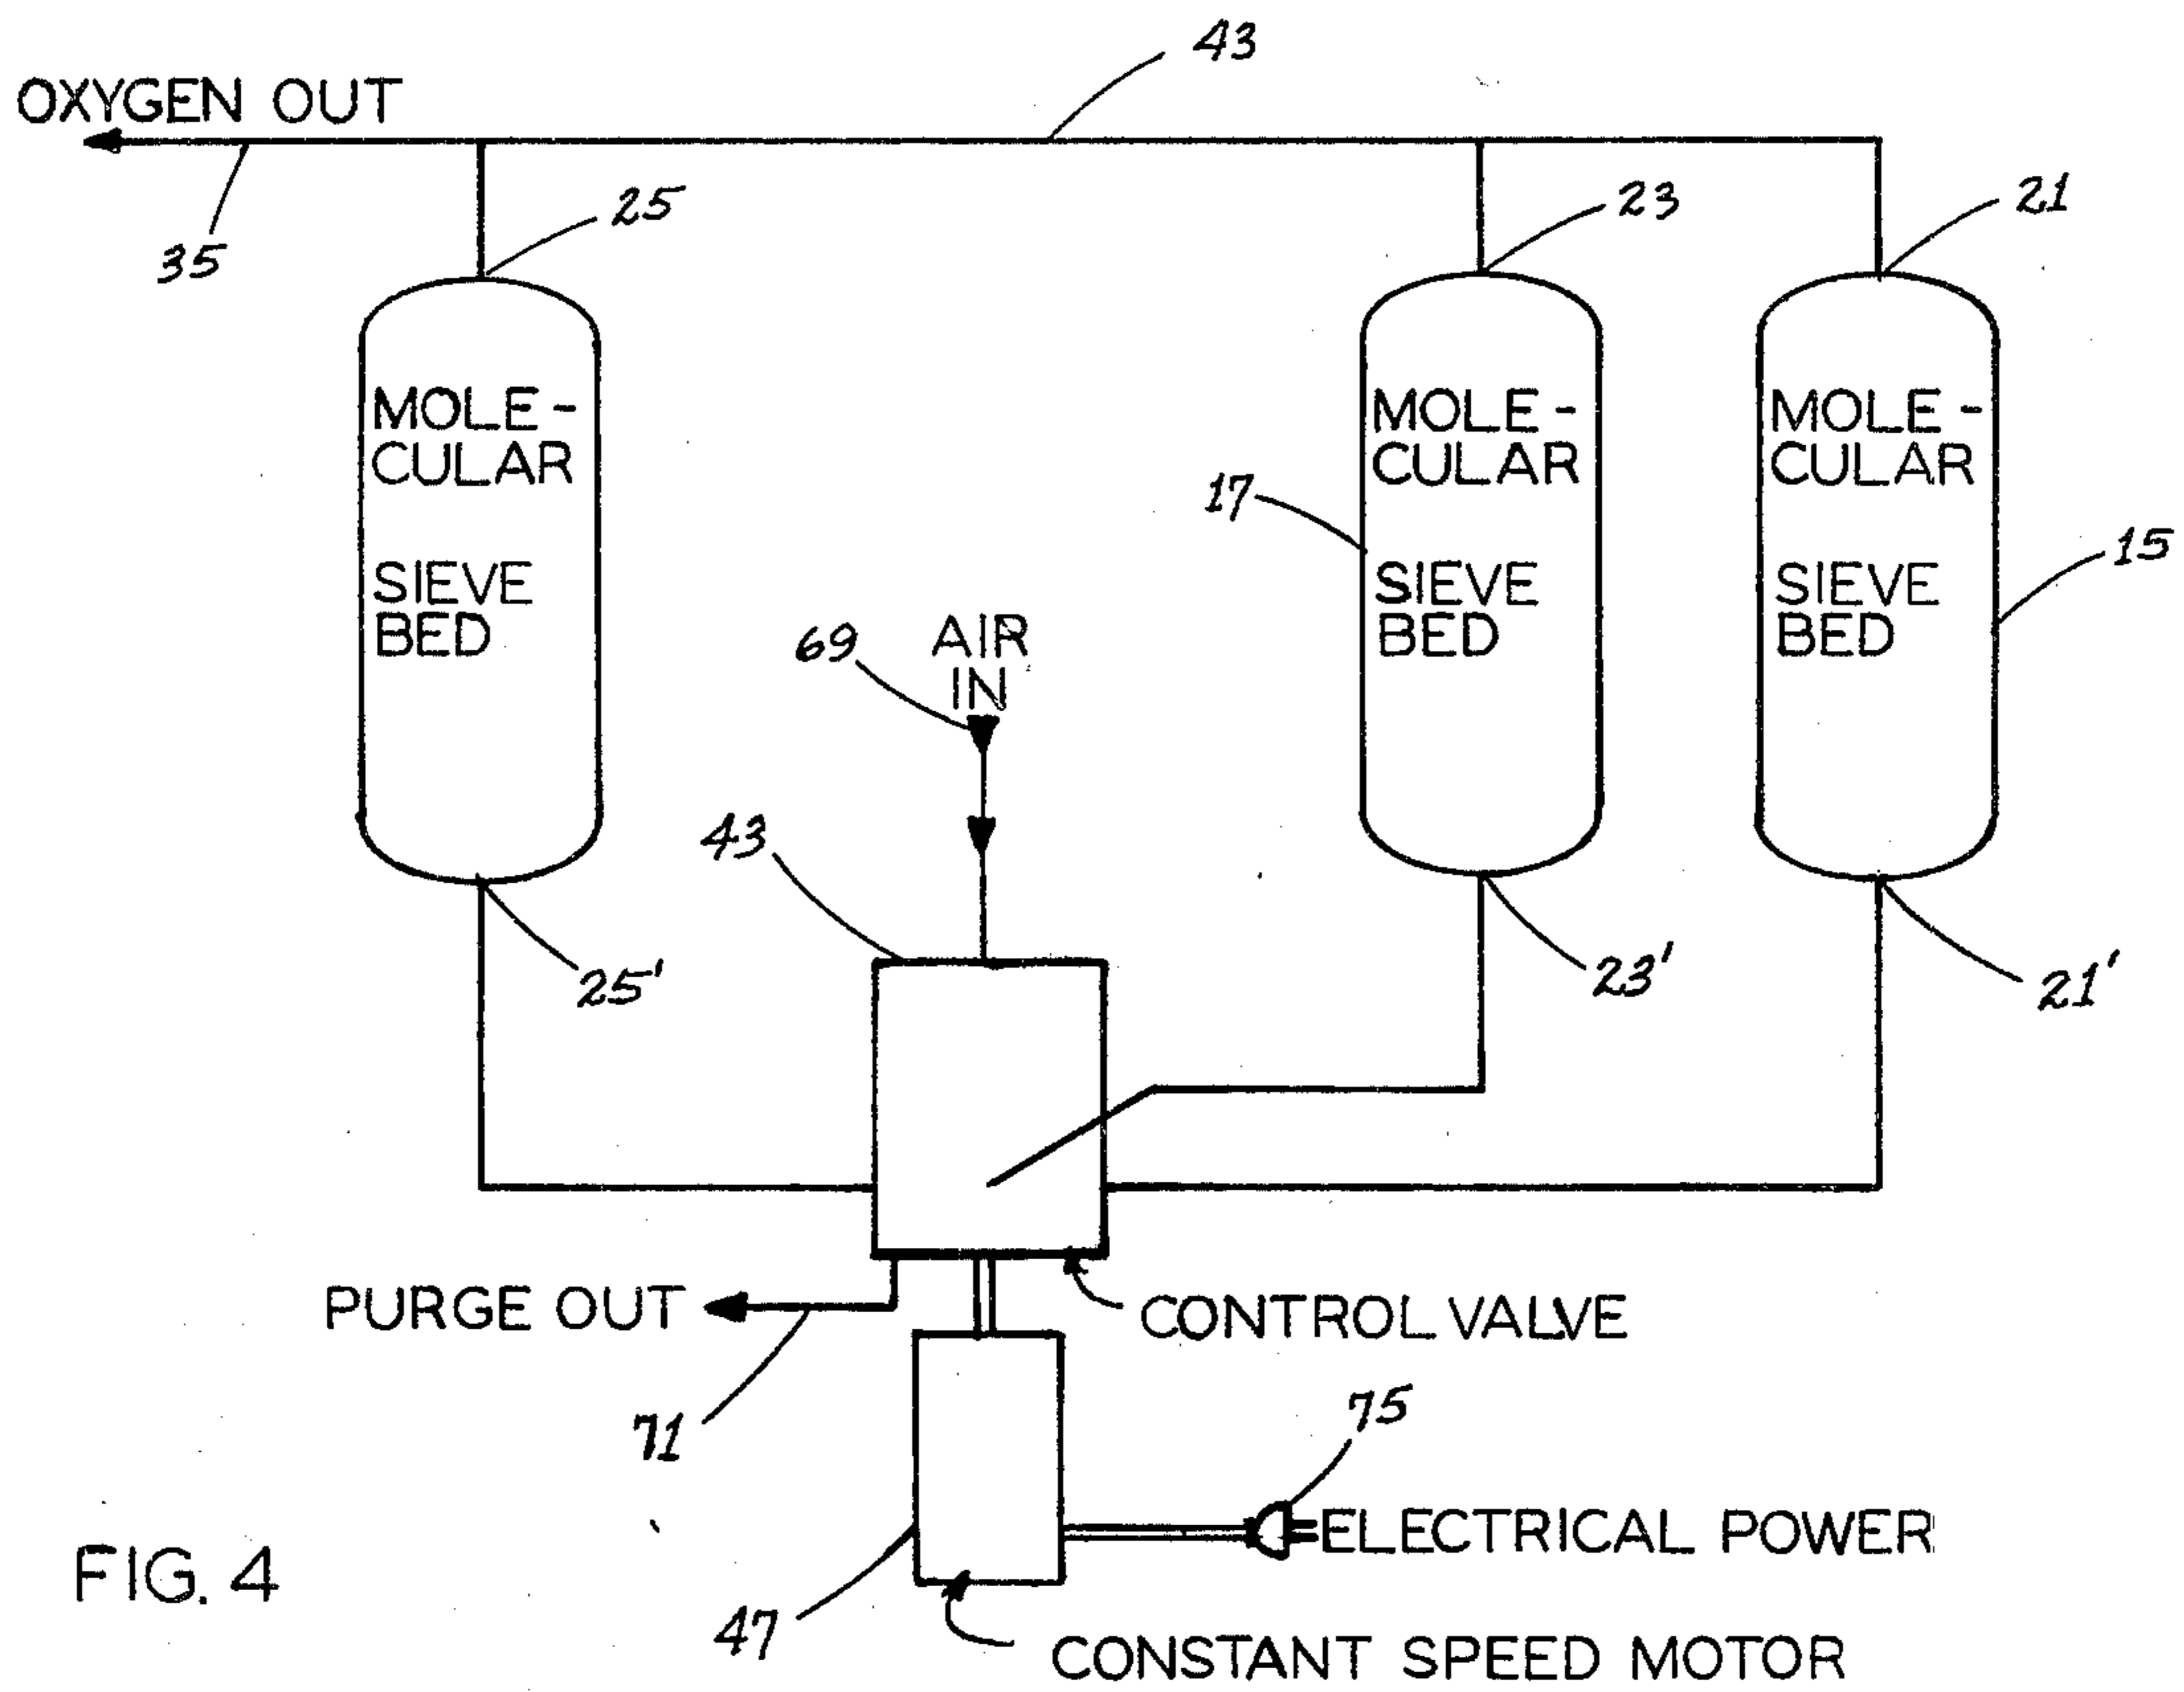 43
OXYGEN OUT
35
25
23
21
MOLE-
CULAR
SIEVE
BED
17
MOLE-
CULAR
SIEVE
BED
MOLE-
CULAR
SIEVE
BED
15
69
AIR
IN
43
25'
23'
21'
PURGE OUT
CONTROL VALVE
71
75
ELECTRICAL POWER
47
CONSTANT SPEED MOTOR
FIG. 4